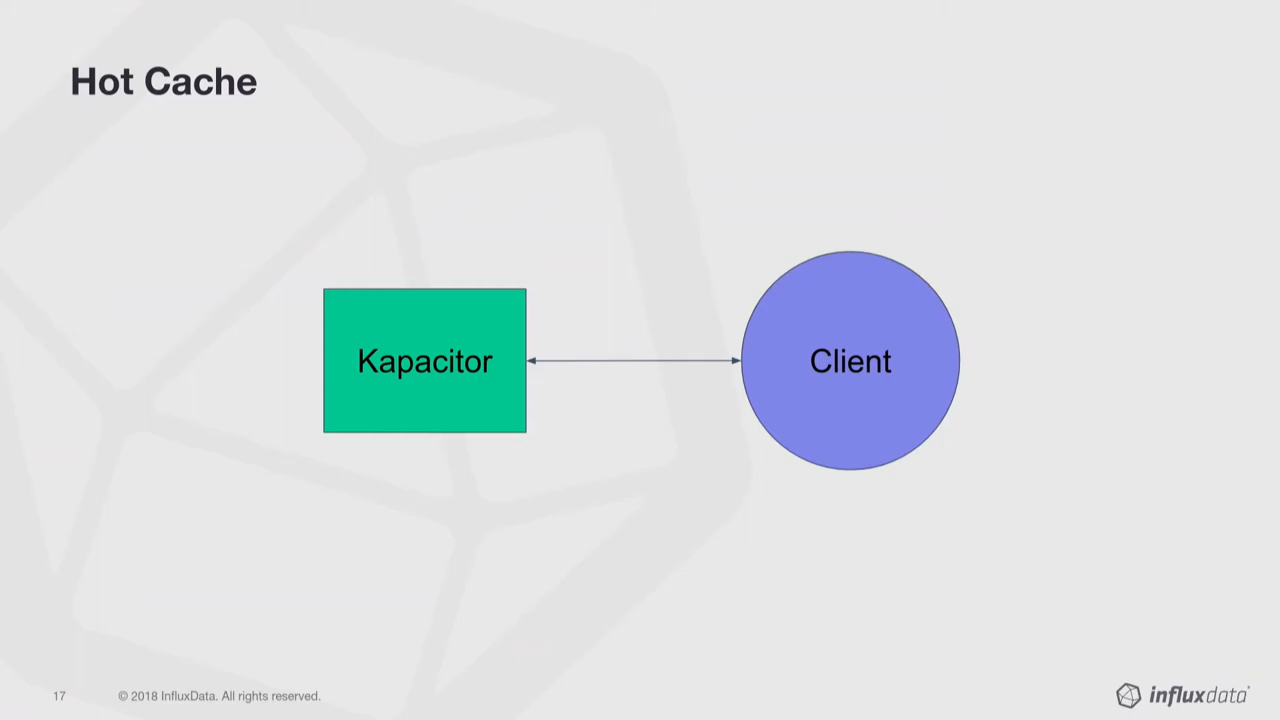 Hot Cache
Kapacitor
Client
17
© 2018 InfluxData. All rights reserved.
influxdata